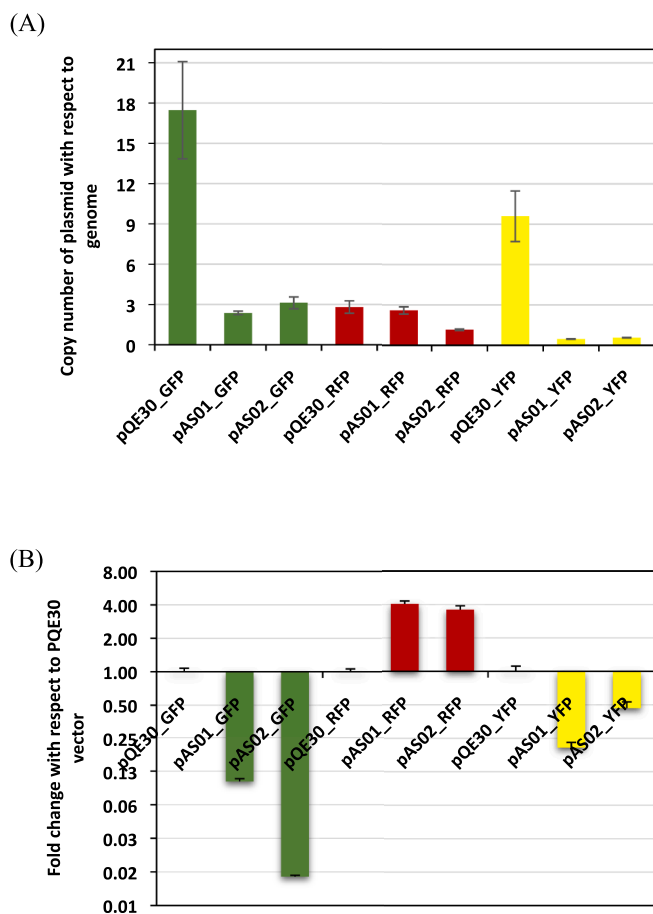 (A)
Copy number of plasmid with respect to
genome
21
18
15
12
9
6
3
0
pQE30_GFP
pAS01_GFP
pAS02_GFP
pQE30_RFP
pAS01_RFP
pAS02_RFP
pQE30_YFP
pAS01_YFP
pAS02_YFP
(B)
Fold change with respect to PQE30
vector
8.00
4.00
2.00
1.00
0.50
0.25
0.13
0.06
0.03
0.02
0.01
pQE30_GFP
pAS01_GFP
pAS02_GFP
pQE30_RFP
pAS01_RFP
pAS02_RFP
pQE30_YFP
pAS01_YFP
pAS02_YFP